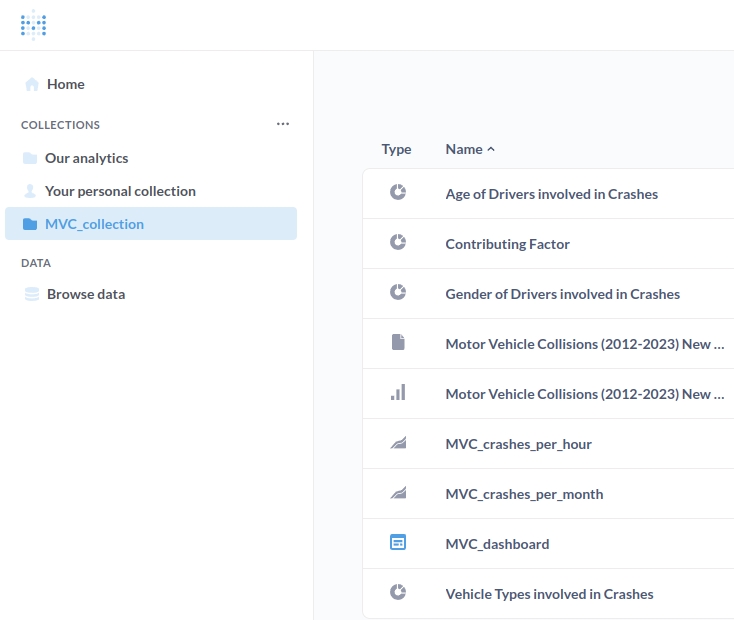 Home
COLLECTIONS
...
Our analytics
Your personal collection
MVC_collection
DATA
Browse data
Type Name
Age of Drivers involved in Crashes
Contributing Factor
Gender of Drivers involved in Crashes
Motor Vehicle Collisions (2012-2023) New ...
Motor Vehicle Collisions (2012-2023) New ...
MVC_crashes_per_hour
MVC_crashes_per_month
MVC_dashboard
Vehicle Types involved in Crashes